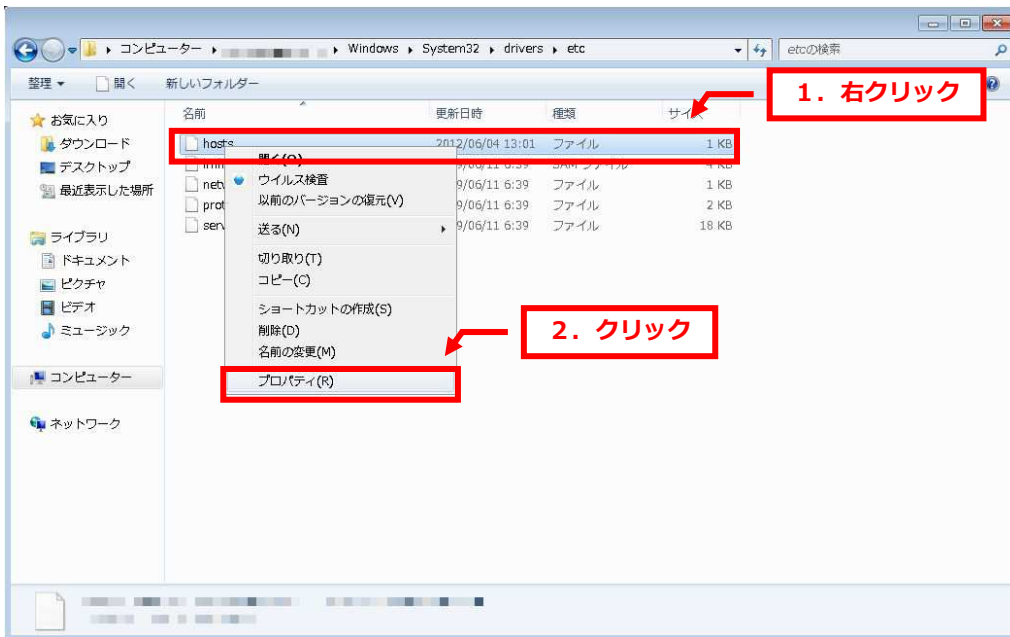 コンピューター
Windows
System32
drivers
etc
etcの検索
整理
開く
新しいフォルダー
1. 右クリック
お気に入り
ダウンロード
デスクトップ
最近表示した場所
ライブラリ
ドキュメント
ピクチャ
ビデオ
ミュージック
コンピューター
ネットワーク
名前 更新日時 種類 サイズ
hosts 2012/06/04 13:01 ファイル 1 KB
SAM ファイル 4 KB
9/06/11 6:39 ファイル 1 KB
prot 9/06/11 6:39 ファイル 2 KB
9/06/11 6:39 ファイル 18 KB
開く(O)
ウイルス検査
以前のバージョンの復元(V)
送る(N)
切り取り(T)
コピー(C)
ショートカットの作成(S)
削除(D)
名前の変更(M)
プロパティ(R)
2. クリック